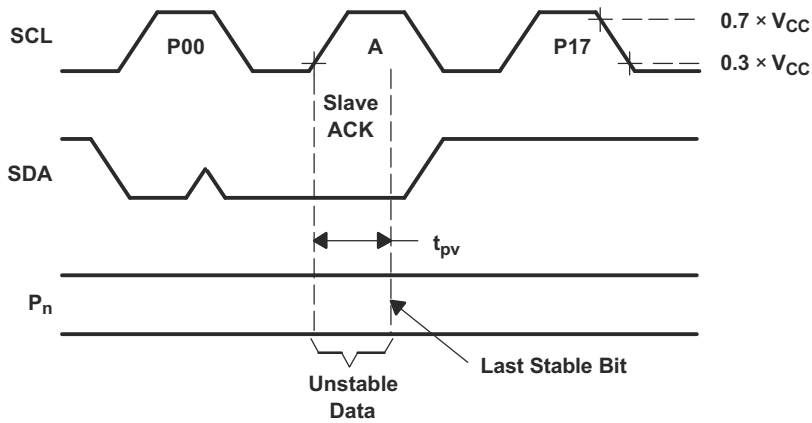 SCL
P00
A
P17
0.7 × VCC
0.3 × VCC
Slave
ACK
SDA
tpv
Pn
Last Stable Bit
Unstable
Data